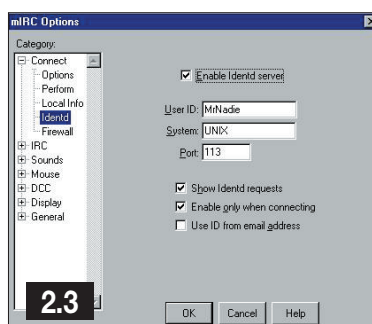 mIRC Options
Category:
Connect
Options
Perform
Local Info
Identd
Firewall
IRC
Sounds
Mouse
DCC
Display
General
Enable Identd server
User ID: MrNadie
System: UNIX
Port: 113
Show Identd requests
Enable only when connecting
Use ID from email address
2.3
OK Cancel Help